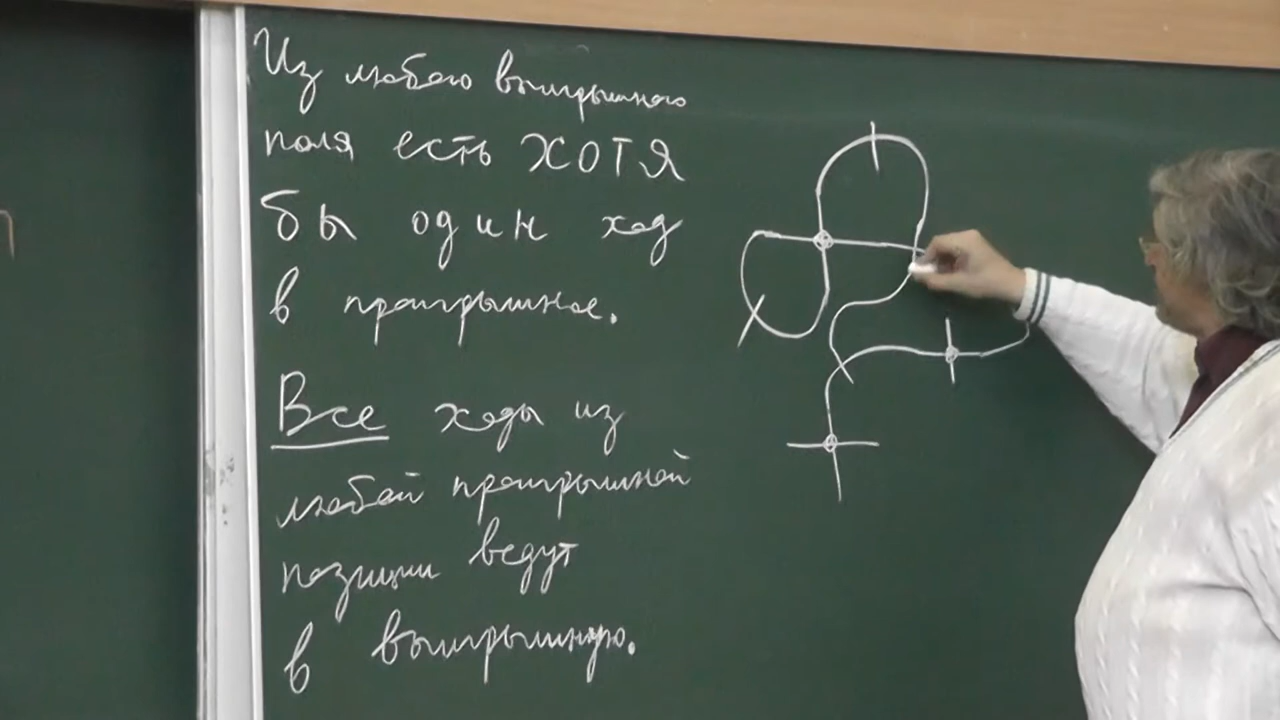 Из любого выигрышного
поля есть ХОТЯ
бы один ход
в проигрышное.
Все ходы из
любой проигрышной
позиции ведут
в выигрышную.